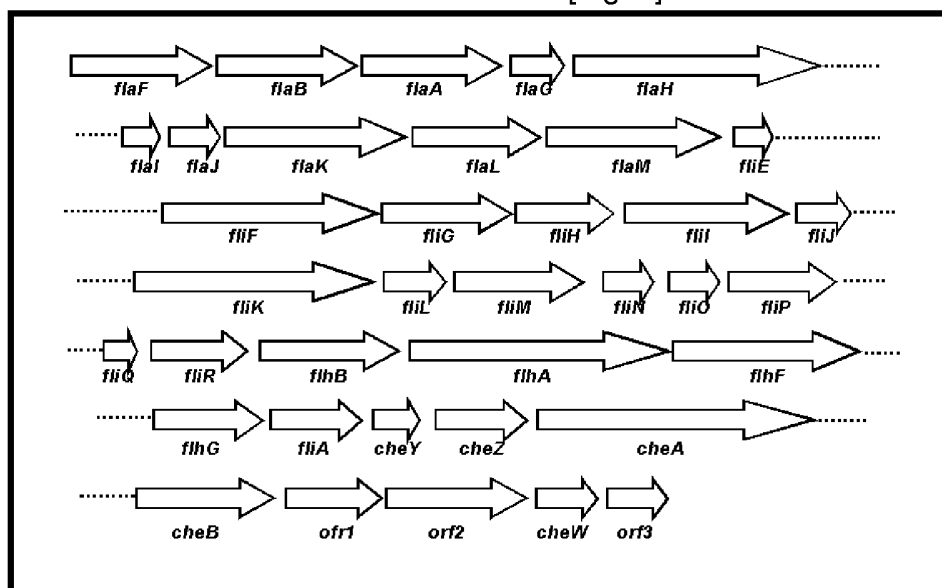 flaF flaB flaA flaG flaH
flaI flaJ flaK flaL flaM fliE
fliF fliG fliH fliI fliJ
fliK fliL fliM fliN fliO fliP
fliQ fliR flhB flhA flhF
flhG fliA cheY cheZ cheA
cheB ofr1 orf2 cheW orf3